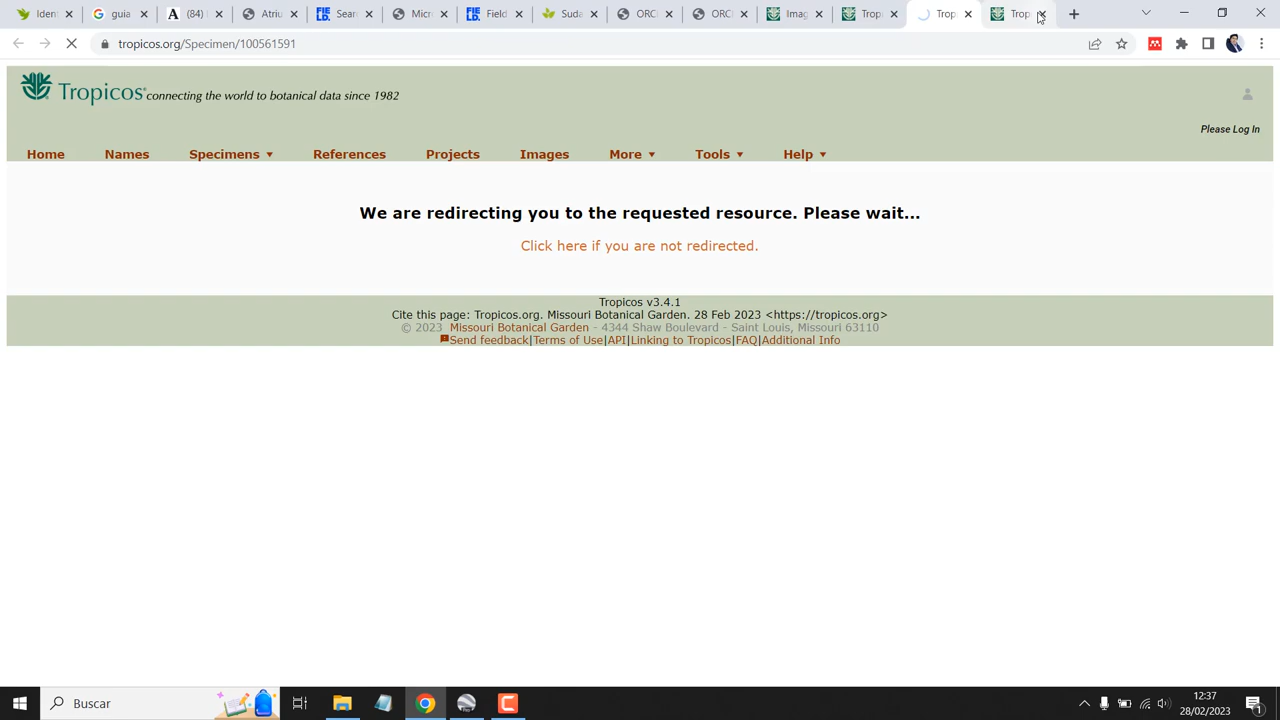 Iden
guia
(84)
Atriu
Sear
Micr
Field
Suda
ORC
ORC
Imag
Trop
Trop
Trop
tropicos.org/Specimen/100561591
Tropicos® connecting the world to botanical data since 1982
Please Log In
Home Names Specimens ▼ References Projects Images More ▼ Tools ▼ Help ▼
We are redirecting you to the requested resource. Please wait...
Click here if you are not redirected.
Tropicos v3.4.1
Cite this page: Tropicos.org. Missouri Botanical Garden. 28 Feb 2023 <https://tropicos.org>
© 2023 Missouri Botanical Garden - 4344 Shaw Boulevard - Saint Louis, Missouri 63110
Send feedback|Terms of Use|API|Linking to Tropicos|FAQ|Additional Info
Buscar
12:37
28/02/2023
1